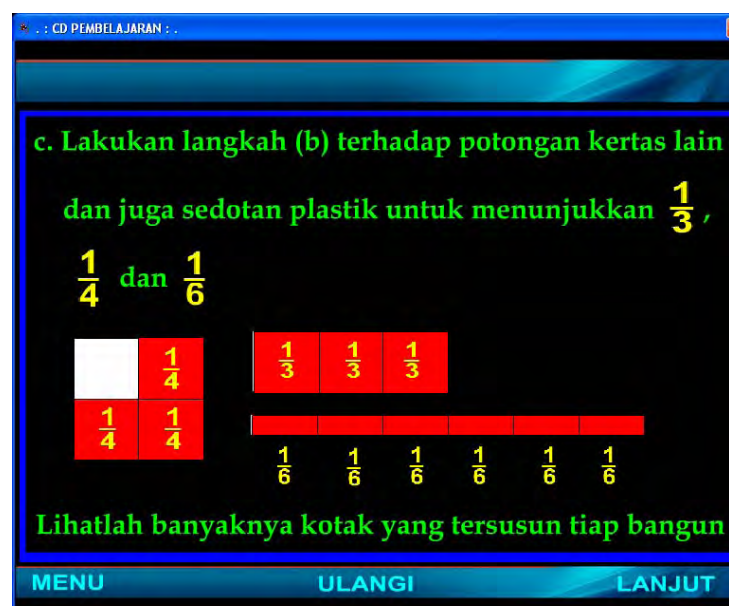 . : CD PEMBELAJARAN : .
c. Lakukan langkah (b) terhadap potongan kertas lain
dan juga sedotan plastik untuk menunjukkan 1/3 ,
1/4 dan 1/6
1/4
1/4 1/4
1/3 1/3 1/3
1/6 1/6 1/6 1/6 1/6 1/6
Lihatlah banyaknya kotak yang tersusun tiap bangun
MENU ULANGI LANJUT